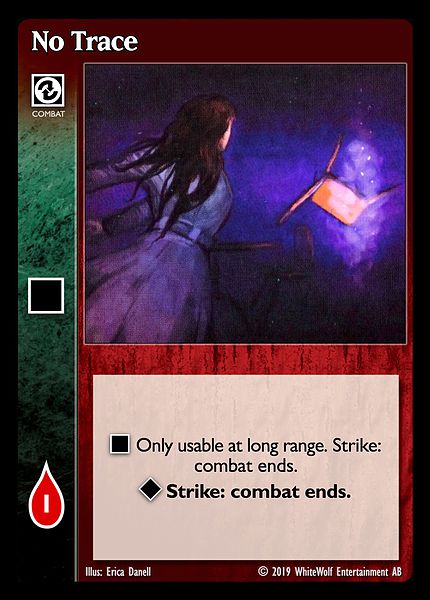 No Trace
COMBAT
Only usable at long range. Strike:
combat ends.
Strike: combat ends.
1
Illus: Erica Danell © 2019 WhiteWolf Entertainment AB